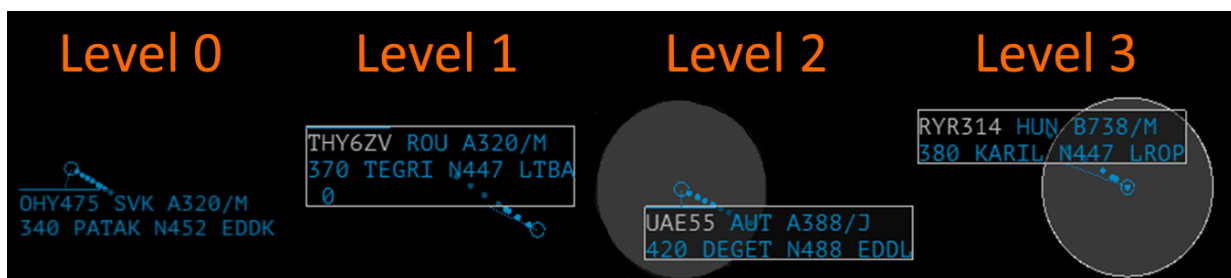 Level 0
Level 1
Level 2
Level 3
OHY475 SVK A320/M
340 PATAK N452 EDDK
THY6ZV ROU A320/M
370 TEGRI N447 LTBA
0
UAE55 AUT A388/J
420 DEGET N488 EDDL
RYR314 HUN B738/M
380 KARIL N447 LROP